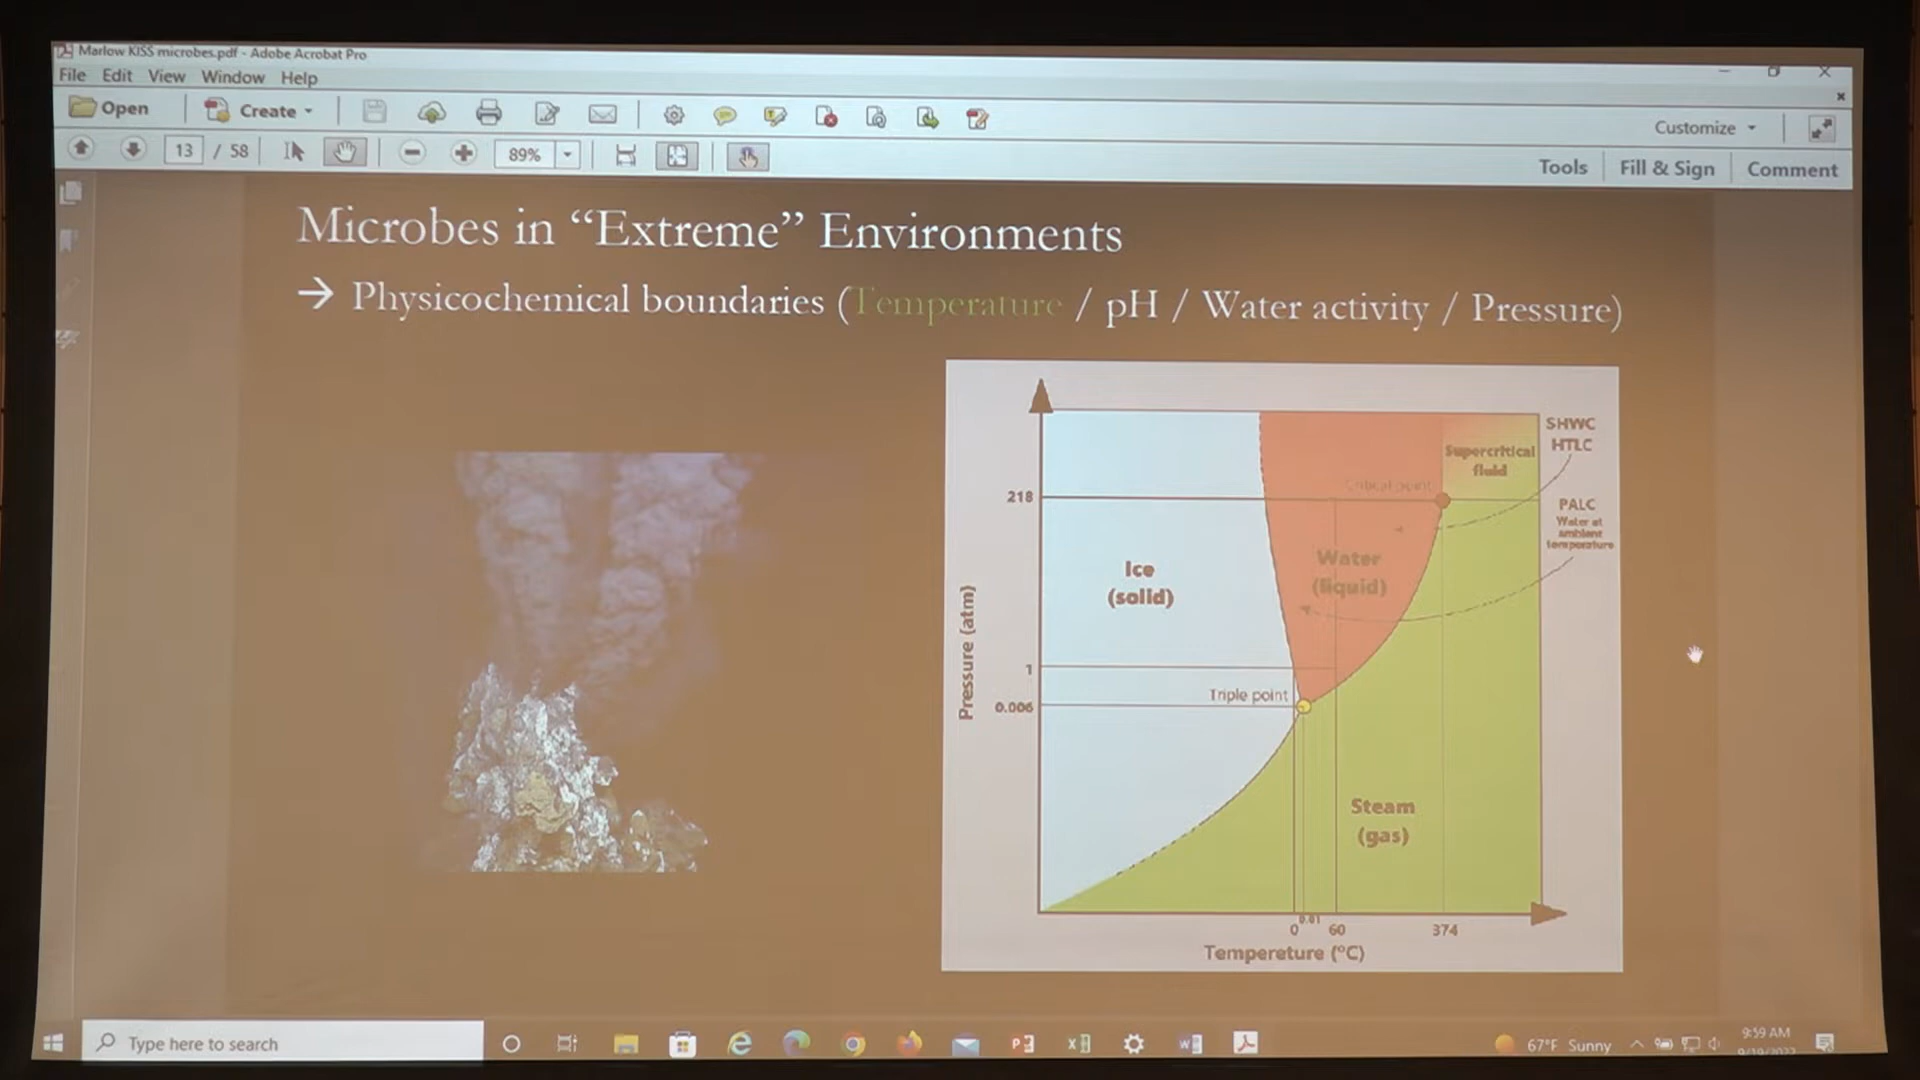 Marlow KISS microbes.pdf - Adobe Acrobat Pro
File Edit View Window Help
Open Create Customize
13 / 58 89% Tools Fill & Sign Comment
Microbes in “Extreme” Environments
→ Physicochemical boundaries (Temperature / pH / Water activity / Pressure)
SHWC
HTLC
Supercritical
fluid
Critical point
218
PALC
Water at
ambient
temperature
Ice
(solid)
Water
(liquid)
Pressure (atm)
1
Triple point
0.006
Steam
(gas)
0.01
0 60 374
Tempereture (°C)
Type here to search
67°F Sunny
9:59 AM